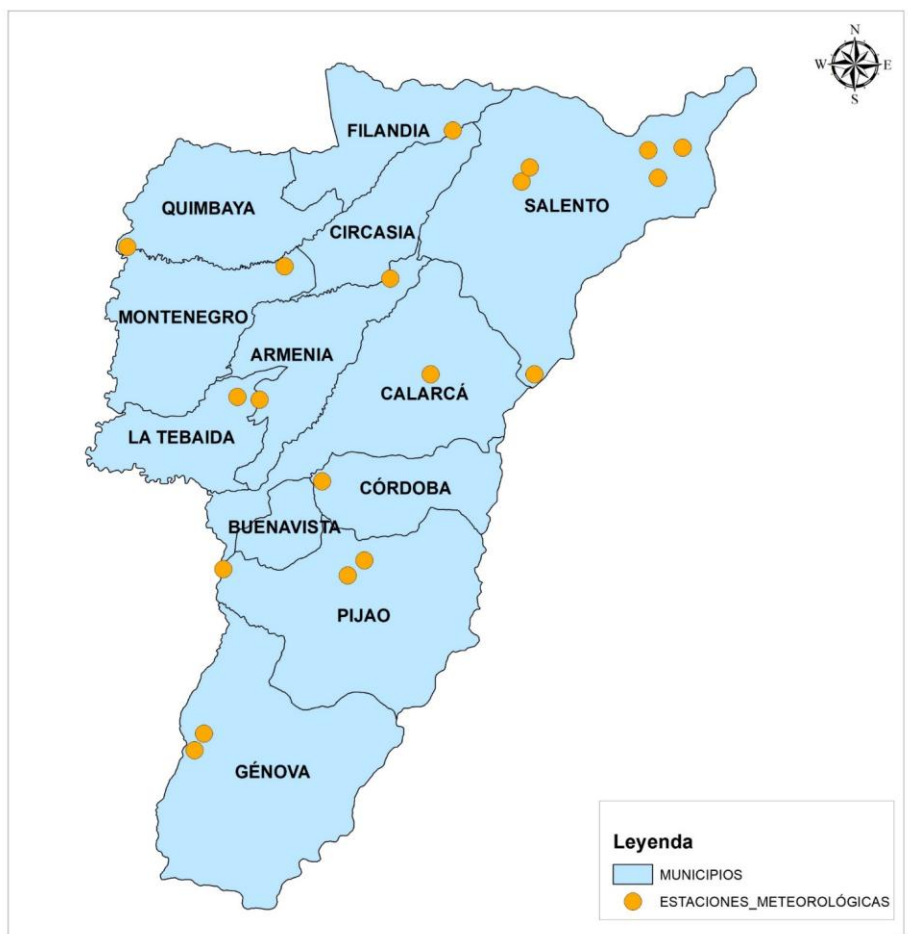 N
W E
S
FILANDIA
QUIMBAYA
SALENTO
CIRCASIA
MONTENEGRO
ARMENIA
CALARCÁ
LA TEBAIDA
CÓRDOBA
BUENAVISTA
PIJAO
GÉNOVA
Leyenda
MUNICIPIOS
ESTACIONES_METEOROLÓGICAS